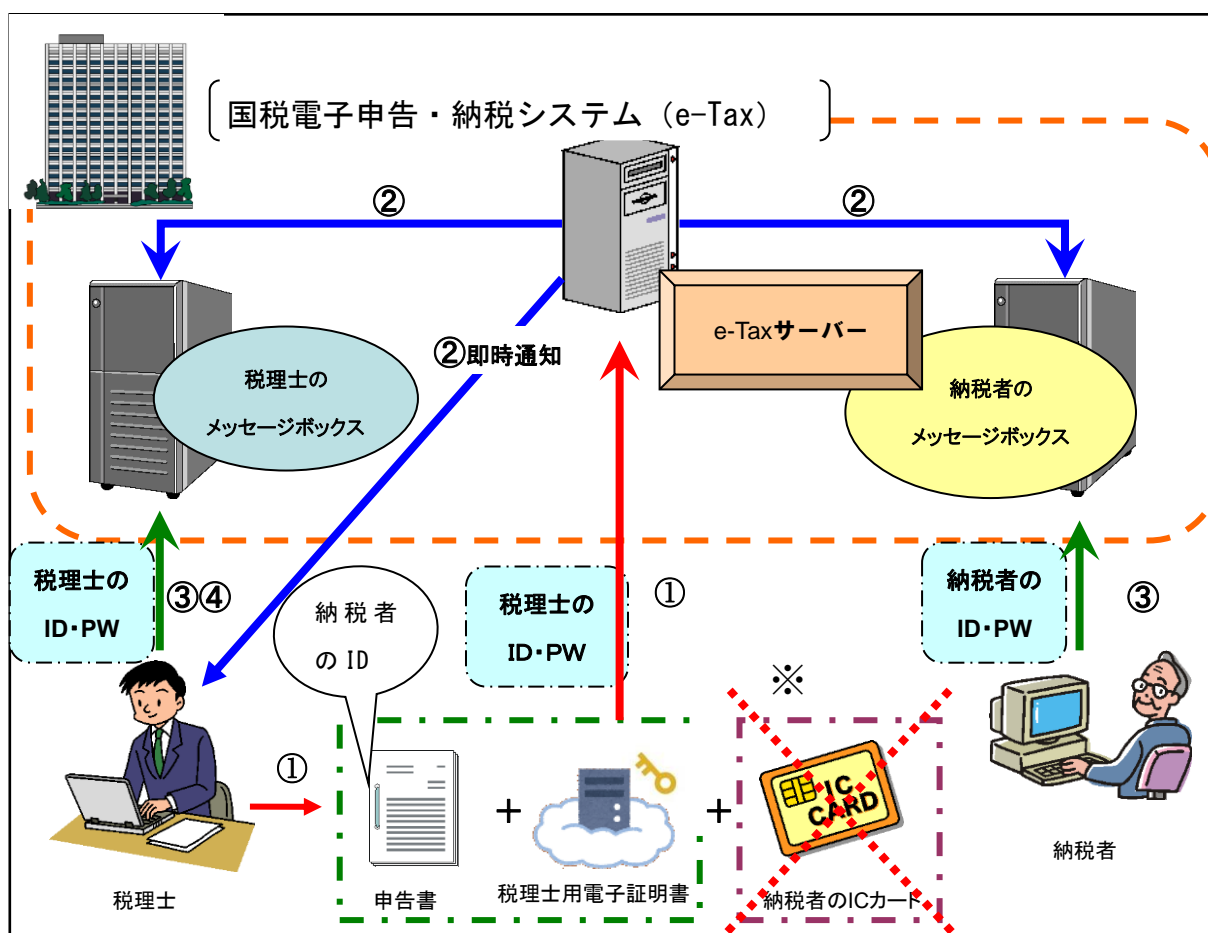 国税電子申告・納税システム（e-Tax）
②
②
e-Taxサーバー
②即時通知
税理士の
メッセージボックス
納税者の
メッセージボックス
税理士の
ID・PW
③④
納税者
の ID
税理士の
ID・PW
①
納税者の
ID・PW
③
※
①
＋
＋
IC
CARD
税理士
申告書
税理士用電子証明書
納税者のICカード
納税者